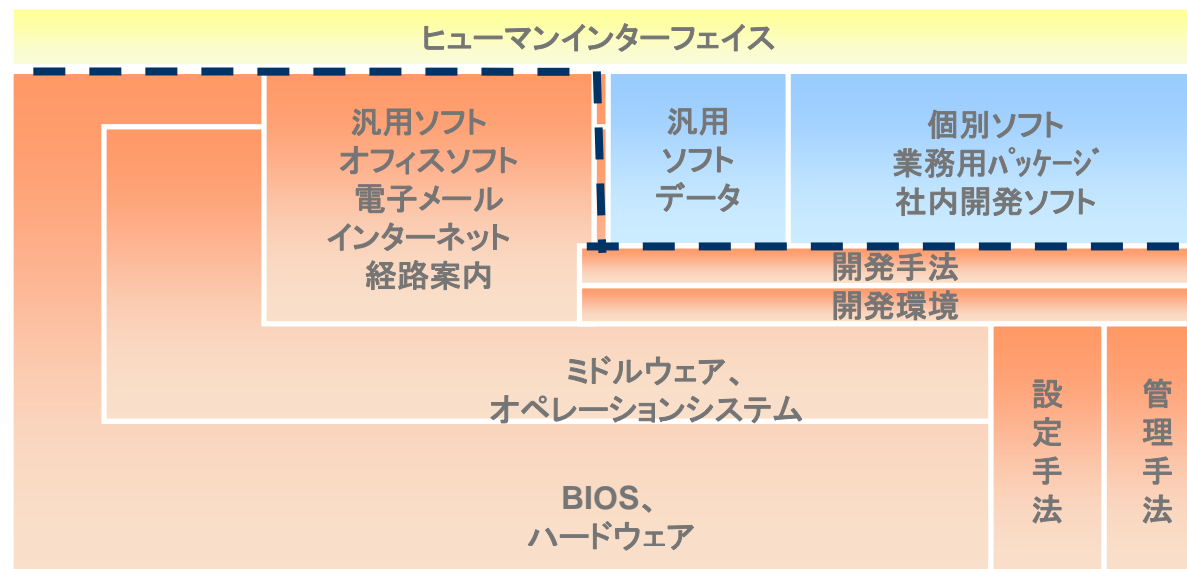 ヒューマンインターフェイス
汎用ソフト
オフィスソフト
電子メール
インターネット
経路案内
汎用
ソフト
データ
個別ソフト
業務用ﾊﾟｯｹｰｼﾞ
社内開発ソフト
開発手法
開発環境
ミドルウェア、
オペレーションシステム
設定手法
管理手法
BIOS、
ハードウェア